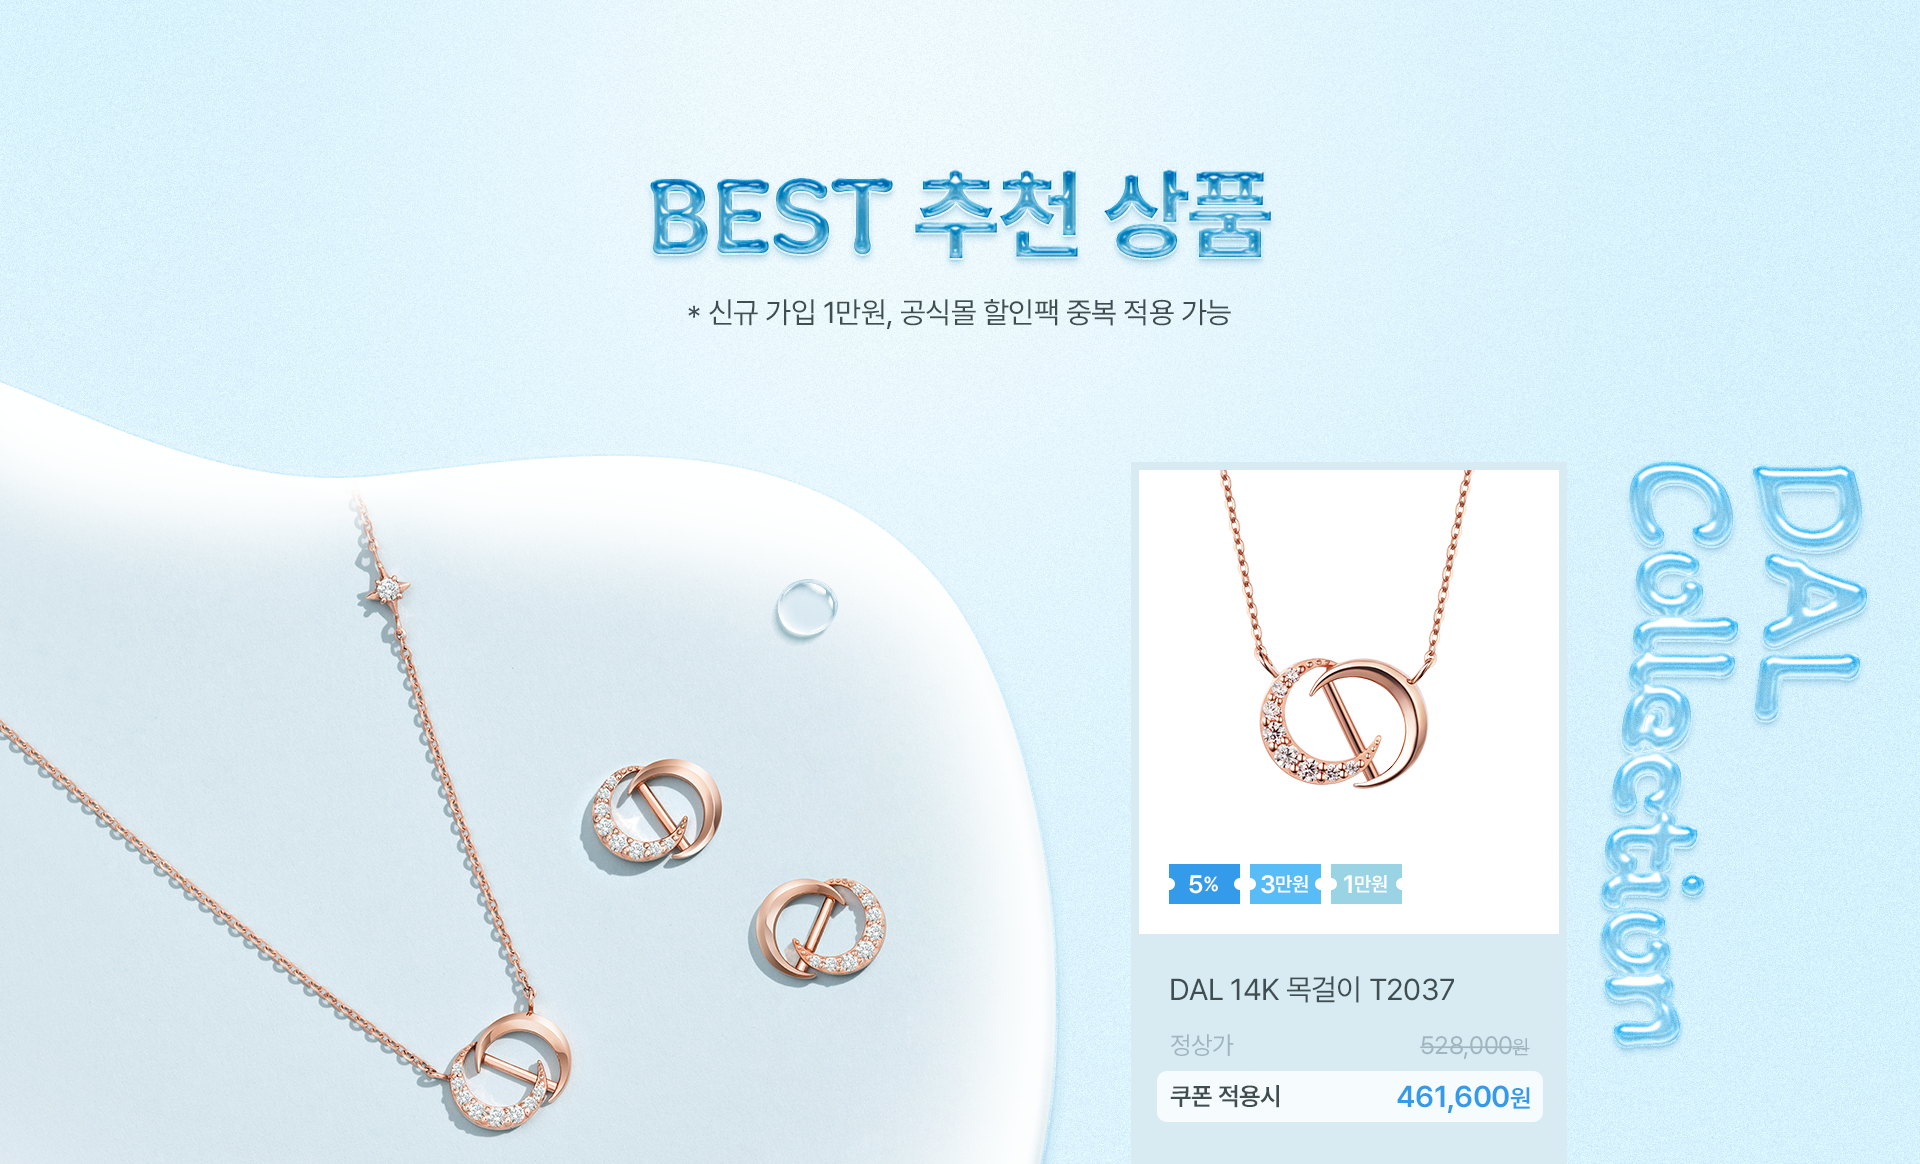 BEST 추천 상품
* 신규 가입 1만원, 공식몰 할인팩 중복 적용 가능
DAL
Collection
5%
3만원
1만원
DAL 14K 목걸이 T2037
정상가 528,000원
쿠폰 적용시 461,600원